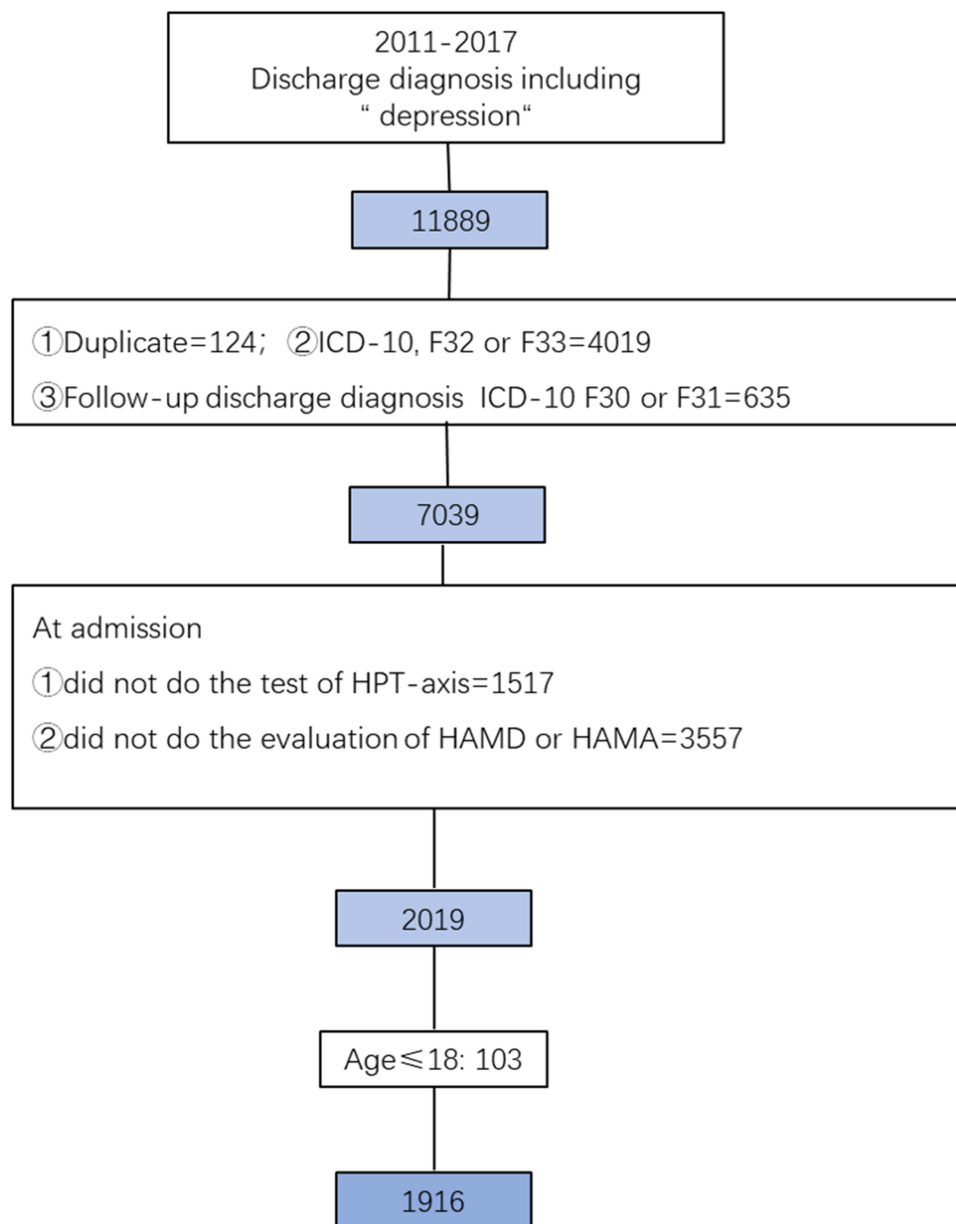 2011-2017
Discharge diagnosis including
“ depression“
11889
①Duplicate=124； ②ICD-10, F32 or F33=4019
③Follow-up discharge diagnosis ICD-10 F30 or F31=635
7039
At admission
①did not do the test of HPT-axis=1517
②did not do the evaluation of HAMD or HAMA=3557
2019
Age≤18: 103
1916